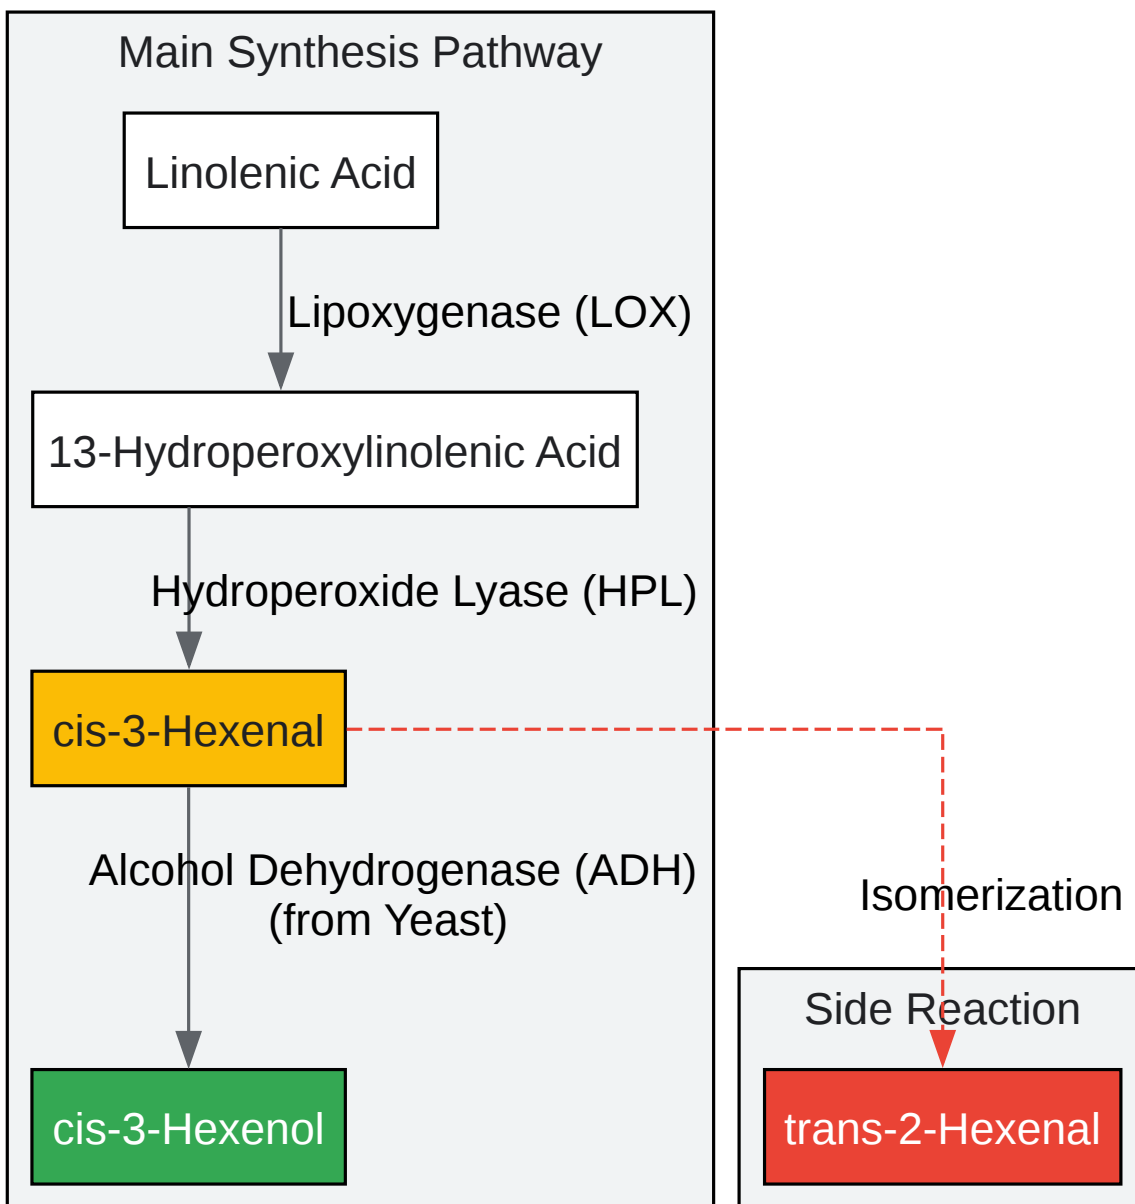 Main Synthesis Pathway
Linolenic Acid
Lipoxygenase (LOX)
13-Hydroperoxylinolenic Acid
Hydroperoxide Lyase (HPL)
cis-3-Hexenal
Alcohol Dehydrogenase (ADH)
(from Yeast)
Isomerization
Side Reaction
cis-3-Hexenol
trans-2-Hexenal